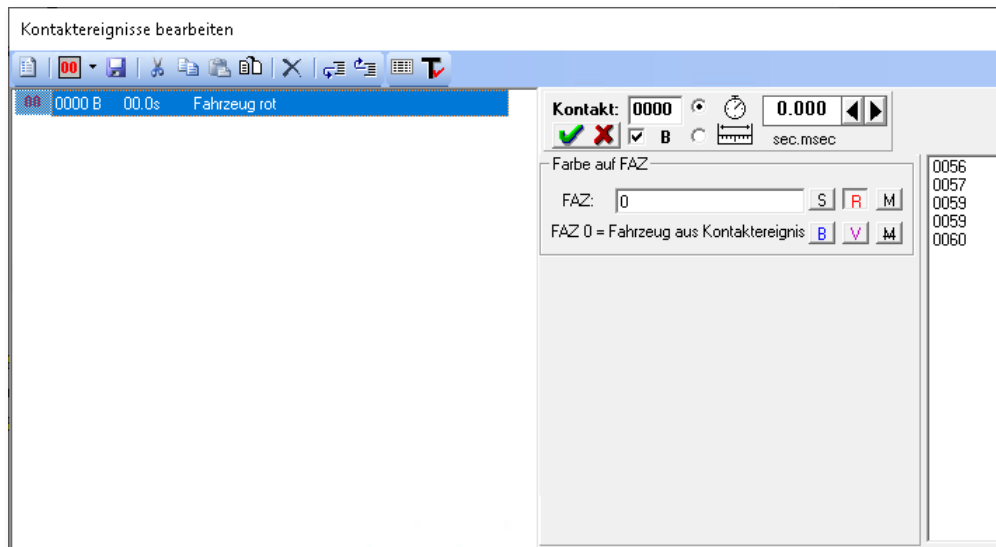 Kontaktereignisse bearbeiten
00
00 0000 B 00.0s Fahrzeug rot
Kontakt: 0000 0.000
B sec.msec
Farbe auf FAZ
FAZ: 0 S R M
FAZ 0 = Fahrzeug aus Kontaktereignis B V M
0056
0057
0059
0059
0060